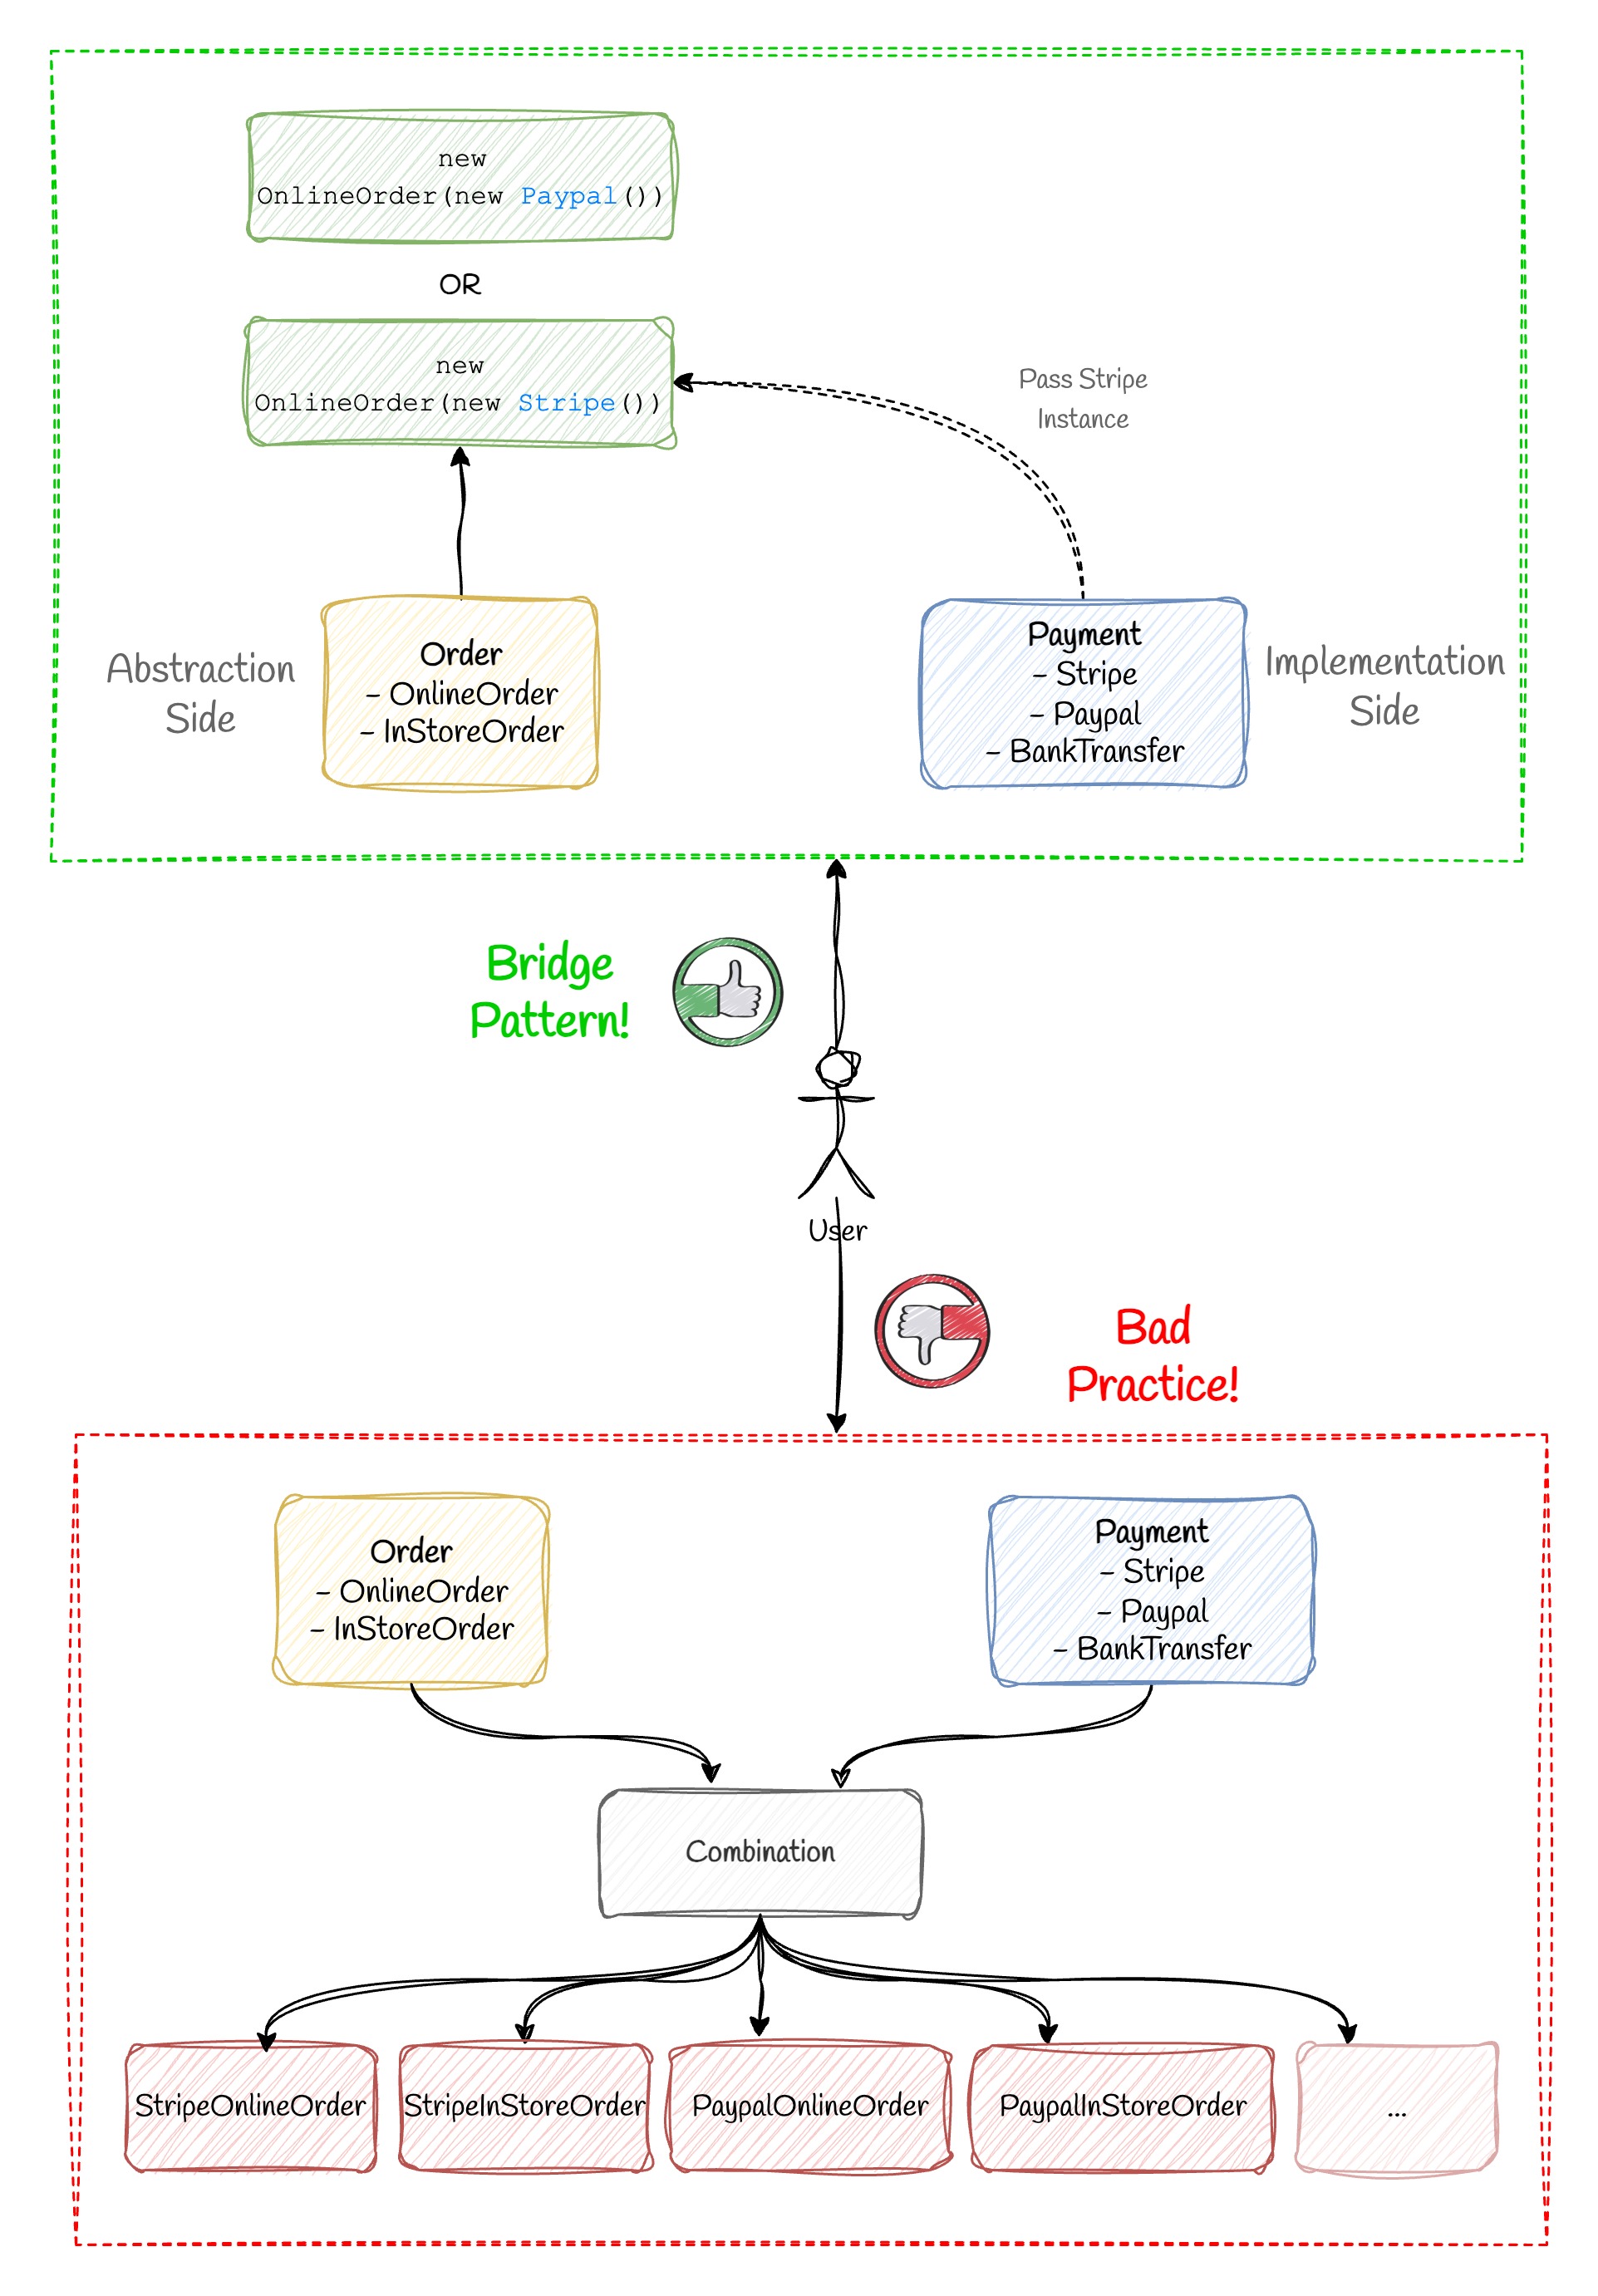 new
OnlineOrder(new Paypal())
OR
new
OnlineOrder(new Stripe())
Pass Stripe
Instance
Abstraction
Side
Order
- OnlineOrder
- InStoreOrder
Payment
- Stripe
- Paypal
- BankTransfer
Implementation
Side
Bridge
Pattern!
User
Bad
Practice!
Order
- OnlineOrder
- InStoreOrder
Payment
- Stripe
- Paypal
- BankTransfer
Combination
StripeOnlineOrder
StripeInStoreOrder
PaypalOnlineOrder
PaypalInStoreOrder
...